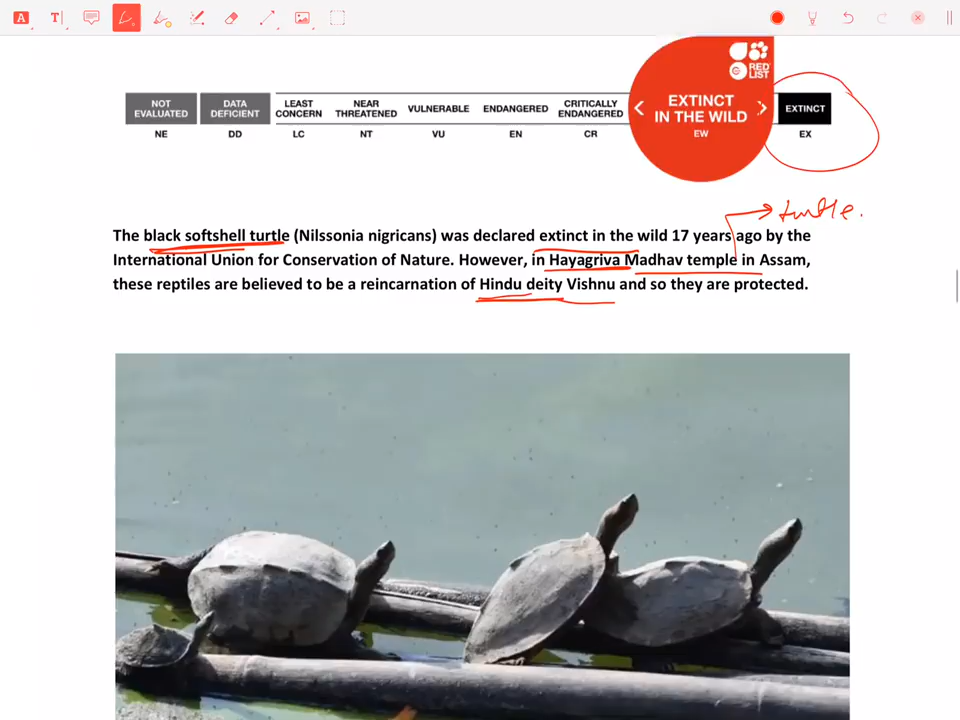 A T
RED
LIST
NOT EVALUATED DATA DEFICIENT LEAST CONCERN NEAR THREATENED VULNERABLE ENDANGERED CRITICALLY ENDANGERED EXTINCT IN THE WILD EXTINCT
NE DD LC NT VU EN CR EW EX
turtle.
The black softshell turtle (Nilssonia nigricans) was declared extinct in the wild 17 years ago by the
International Union for Conservation of Nature. However, in Hayagriva Madhav temple in Assam,
these reptiles are believed to be a reincarnation of Hindu deity Vishnu and so they are protected.